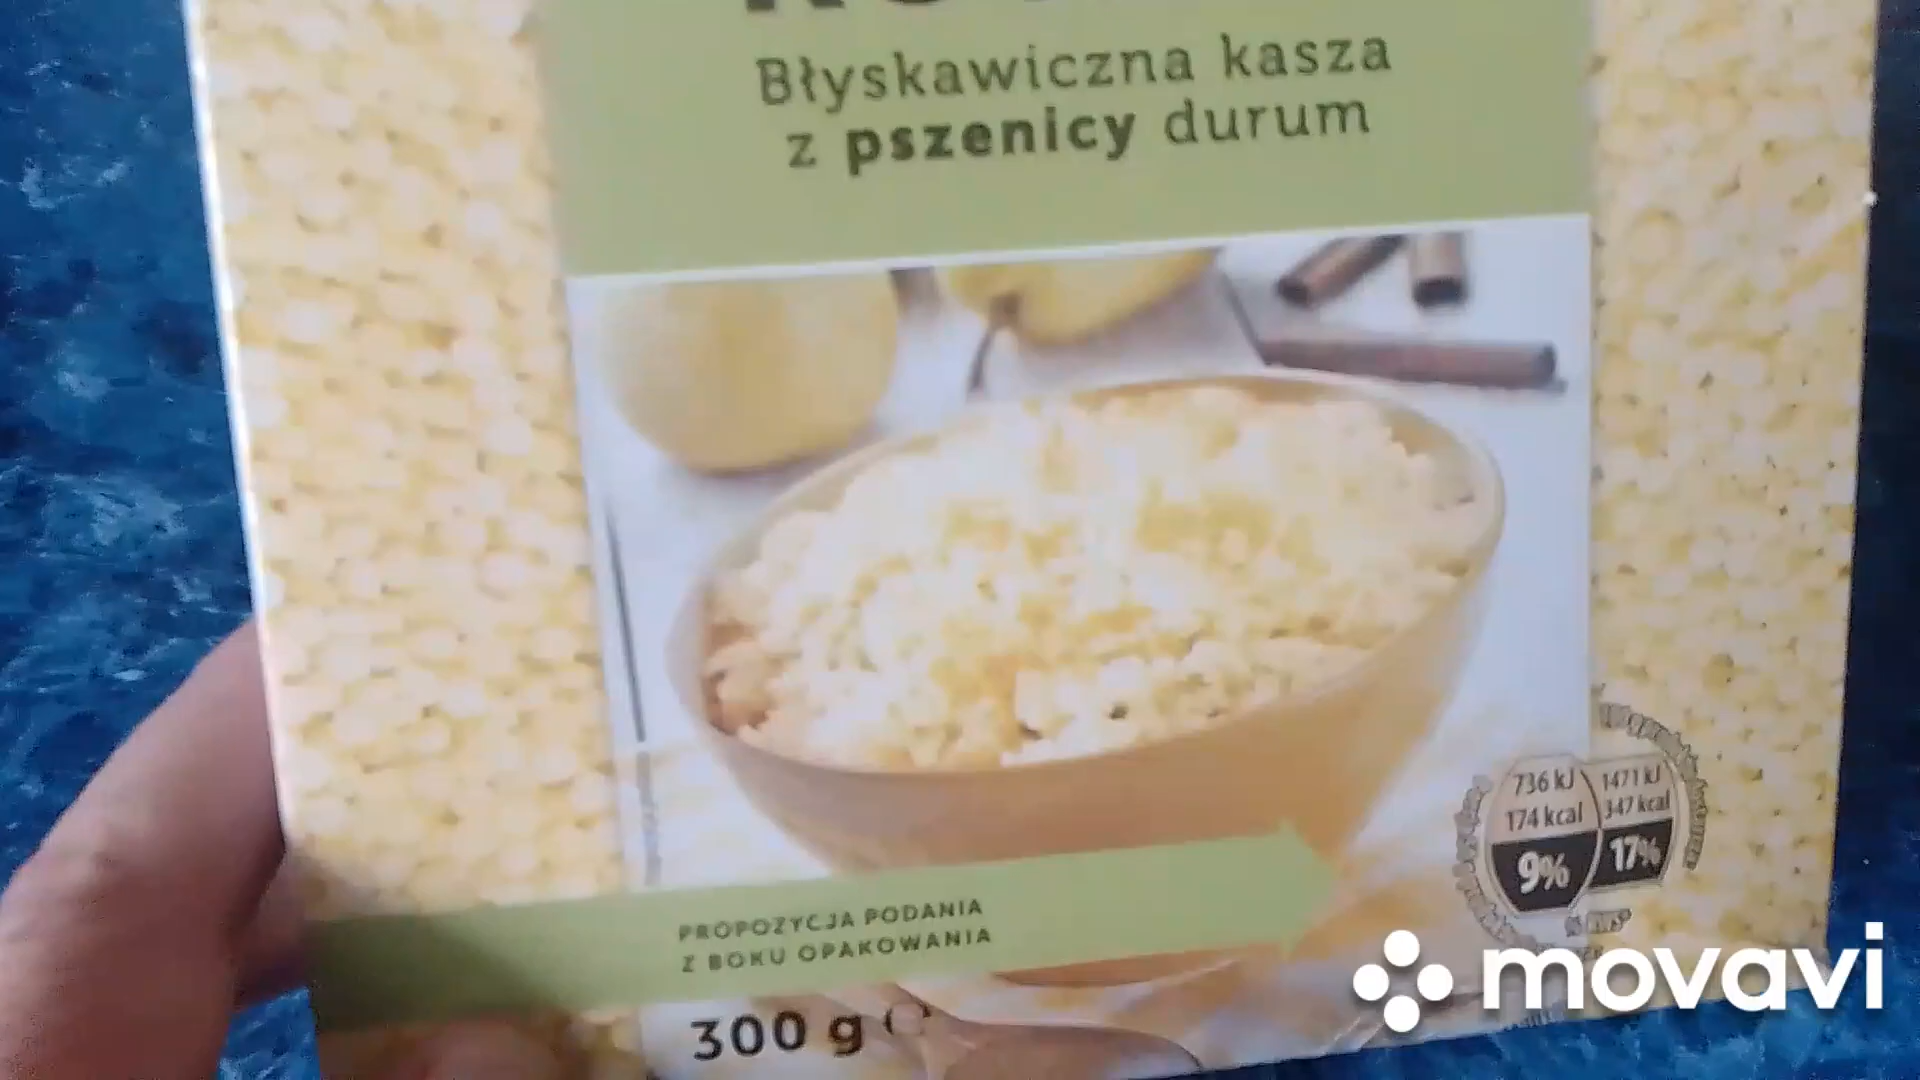 Błyskawiczna kasza
z pszenicy durum
736 kJ
174 kcal
9%
1471 kJ
347 kcal
17%
PROPOZYCJA PODANIA
Z BOKU OPAKOWANIA
300 g e
movavi